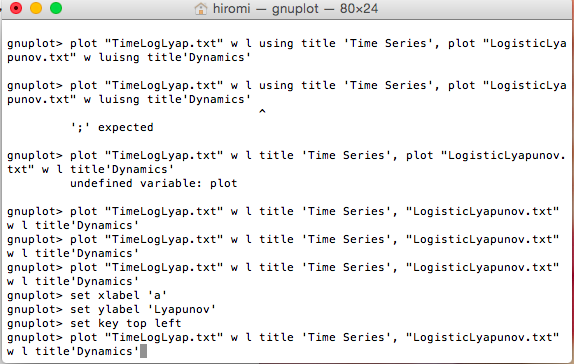 hiromi — gnuplot — 80×24
gnuplot> plot "TimeLogLyap.txt" w l using title 'Time Series', plot "LogisticLya
punov.txt" w luisng title'Dynamics'
gnuplot> plot "TimeLogLyap.txt" w l using title 'Time Series', plot "LogisticLya
punov.txt" w luisng title'Dynamics'
^
';' expected
gnuplot> plot "TimeLogLyap.txt" w l title 'Time Series', plot "LogisticLyapunov.
txt" w l title'Dynamics'
undefined variable: plot
gnuplot> plot "TimeLogLyap.txt" w l title 'Time Series', "LogisticLyapunov.txt"
w l title'Dynamics'
gnuplot> plot "TimeLogLyap.txt" w l title 'Time Series', "LogisticLyapunov.txt"
w l title'Dynamics'
gnuplot> plot "TimeLogLyap.txt" w l title 'Time Series', "LogisticLyapunov.txt"
w l title'Dynamics'
gnuplot> set xlabel 'a'
gnuplot> set ylabel 'Lyapunov'
gnuplot> set key top left
gnuplot> plot "TimeLogLyap.txt" w l title 'Time Series', "LogisticLyapunov.txt"
w l title'Dynamics'